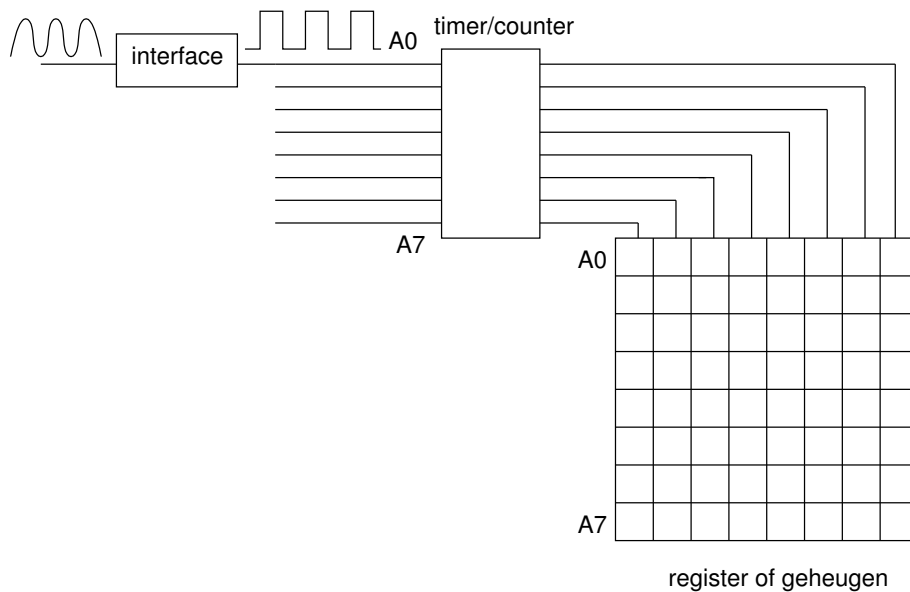 timer/counter
A0
interface
A7
A0
A7
register of geheugen